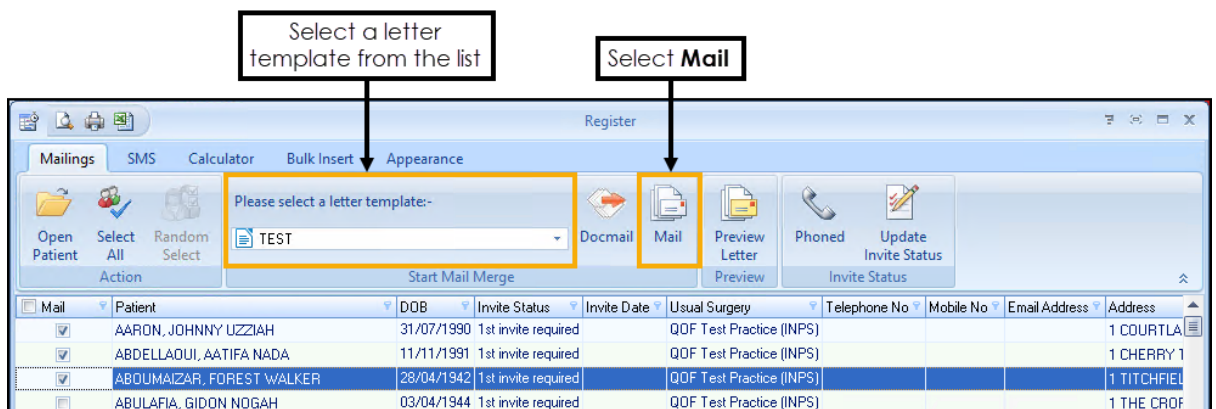 Select a letter
template from the list
Select Mail
Register
Mailings SMS Calculator Bulk Insert Appearance
Please select a letter template:-
TEST
Open
Patient
Select
All
Random
Select
Docmail
Mail
Preview
Letter
Phoned
Update
Invite Status
Action Start Mail Merge Preview Invite Status
Mail Patient DOB Invite Status Invite Date Usual Surgery Telephone No Mobile No Email Address Address
AARON, JOHNNY UZZIAH 31/07/1990 1st invite required QOF Test Practice (INPS) 1 COURTLA
ABDELLAOUI, AATIFA NADA 11/11/1991 1st invite required QOF Test Practice (INPS) 1 CHERRY T
ABOUMAIZAR, FOREST WALKER 28/04/1942 1st invite required QOF Test Practice (INPS) 1 TITCHFIEL
ABULAFIA, GIDON NOGAH 03/04/1944 1st invite required QOF Test Practice (INPS) 1 THE CROF